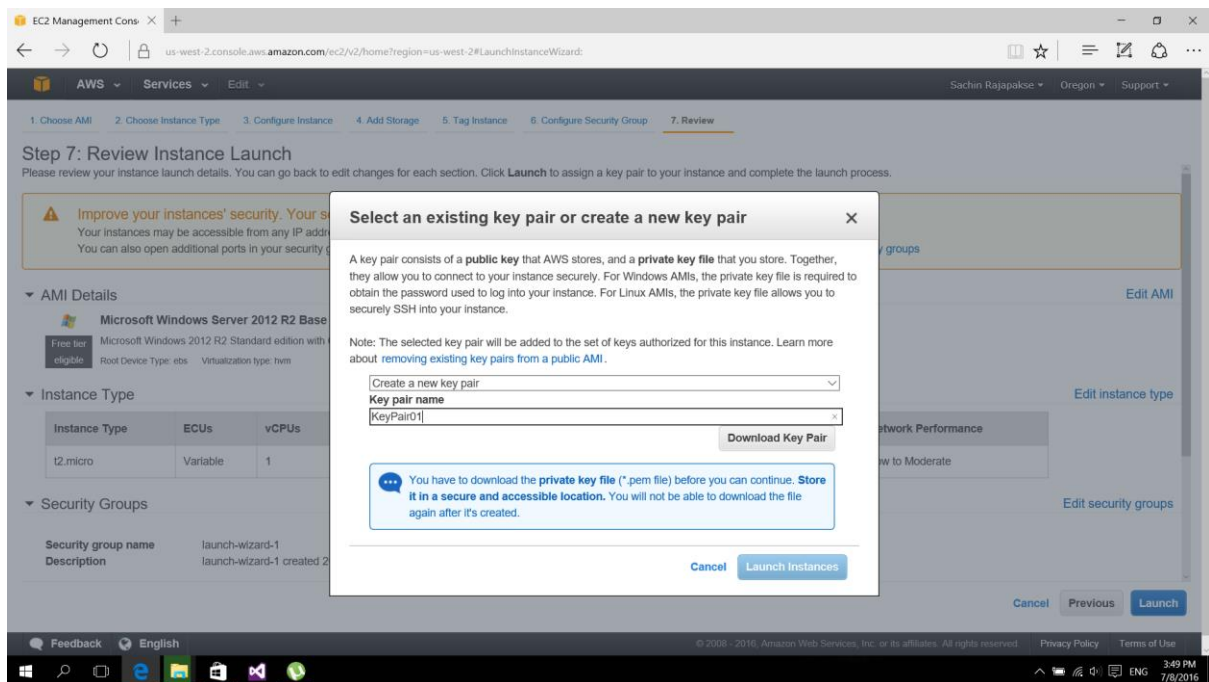 EC2 Management Cons
us-west-2.console.aws.amazon.com/ec2/v2/home?region=us-west-2#LaunchInstanceWizard:
AWS Services Edit Sachin Rajapakse Oregon Support
1. Choose AMI 2. Choose Instance Type 3. Configure Instance 4. Add Storage 5. Tag Instance 6. Configure Security Group 7. Review
Step 7: Review Instance Launch
Please review your instance launch details. You can go back to edit changes for each section. Click Launch to assign a key pair to your instance and complete the launch process.
Improve your instances' security. Your s
Your instances may be accessible from any IP addr
You can also open additional ports in your security g
y groups
Select an existing key pair or create a new key pair
A key pair consists of a public key that AWS stores, and a private key file that you store. Together,
they allow you to connect to your instance securely. For Windows AMIs, the private key file is required to
obtain the password used to log into your instance. For Linux AMIs, the private key file allows you to
securely SSH into your instance.
Note: The selected key pair will be added to the set of keys authorized for this instance. Learn more
about removing existing key pairs from a public AMI.
Create a new key pair
Key pair name
KeyPair01
Download Key Pair
You have to download the private key file (*.pem file) before you can continue. Store
it in a secure and accessible location. You will not be able to download the file
again after it's created.
Cancel Launch Instances
AMI Details Edit AMI
Microsoft Windows Server 2012 R2 Base
Free tier
eligible
Microsoft Windows 2012 R2 Standard edition with
Root Device Type: ebs Virtualization type: hvm
Instance Type Edit instance type
Instance Type ECUs vCPUs etwork Performance
t2.micro Variable 1 ow to Moderate
Security Groups Edit security groups
Security group name launch-wizard-1
Description launch-wizard-1 created 2
Cancel Previous Launch
Feedback English © 2008 - 2016, Amazon Web Services, Inc. or its affiliates. All rights reserved. Privacy Policy Terms of Use
ENG 3:49 PM
7/8/2016